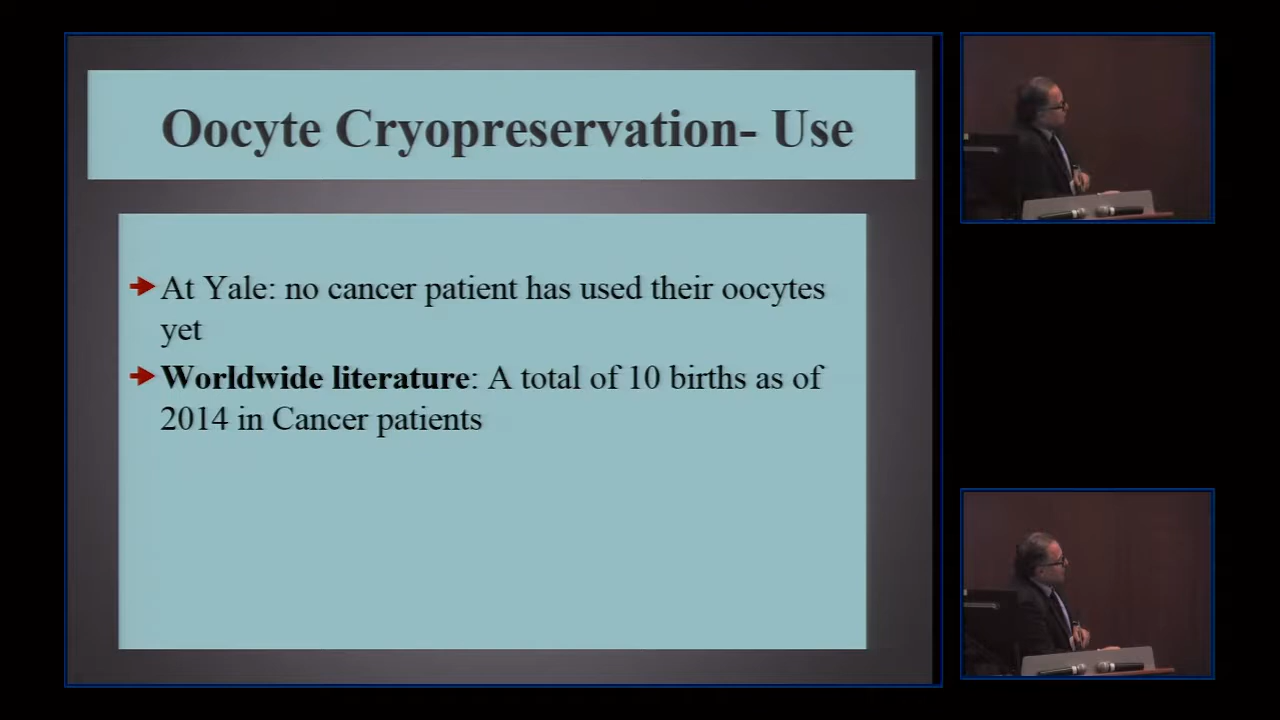 Oocyte Cryopreservation- Use
At Yale: no cancer patient has used their oocytes
yet
Worldwide literature: A total of 10 births as of
2014 in Cancer patients